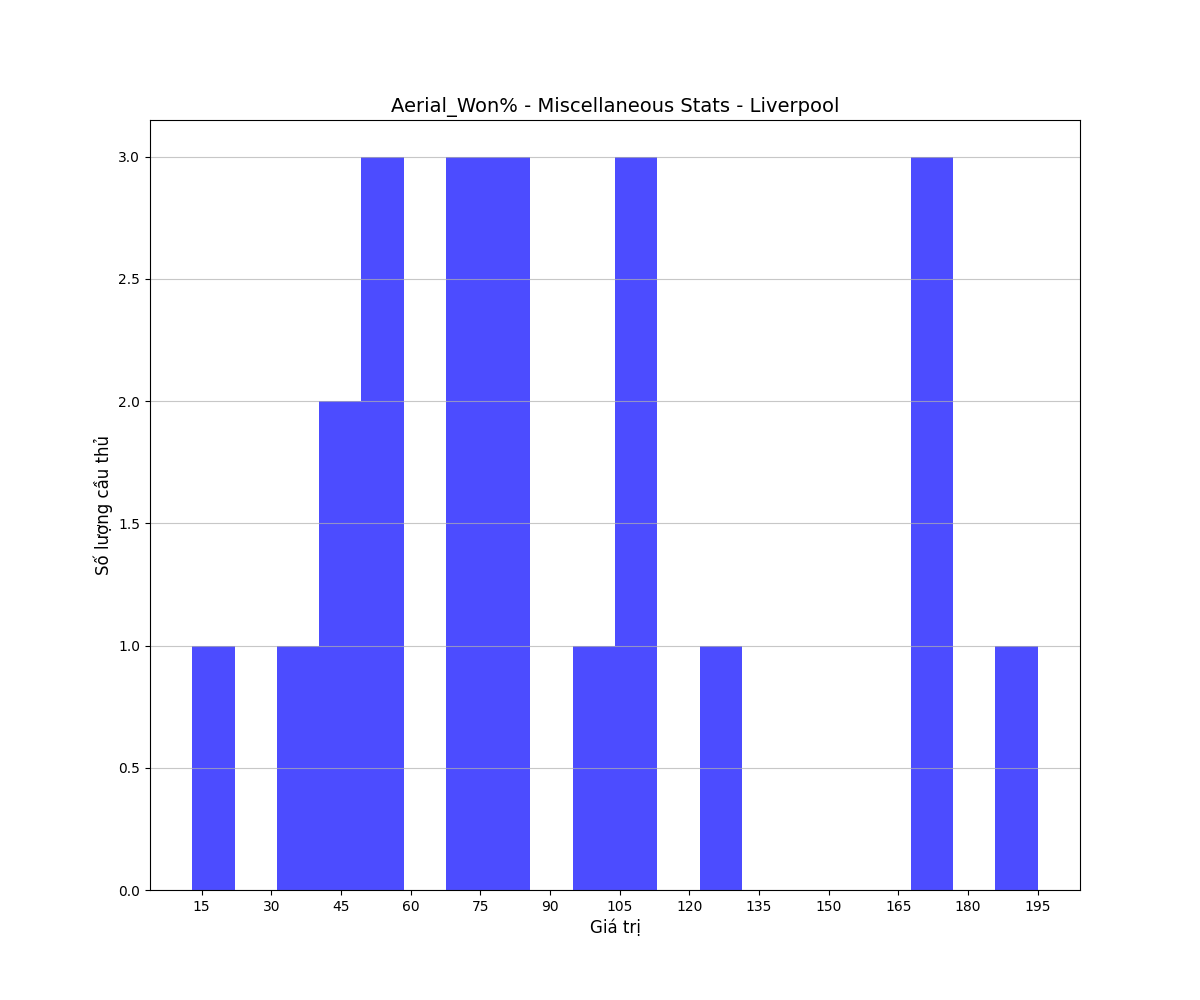 Aerial_Won% - Miscellaneous Stats - Liverpool
3.0
2.5
2.0
1.5
1.0
0.5
0.0
Số lượng cầu thủ
15 30 45 60 75 90 105 120 135 150 165 180 195
Giá trị